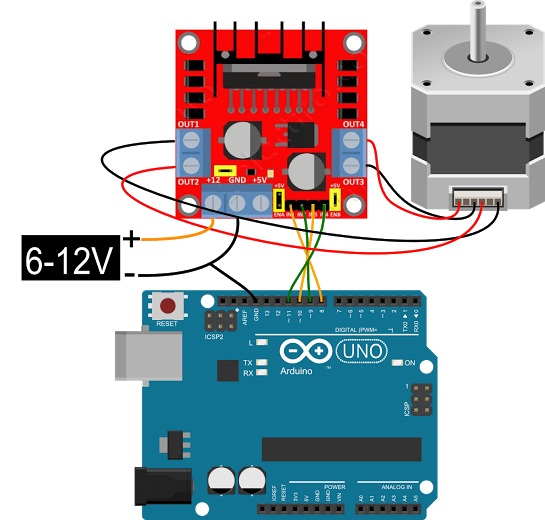 OUT1
OUT4
OUT2
+12 GND +5V
OUT3
+5V
+5V
ENA IN1 IN2 IN3 IN4 ENB
6-12V
+
-
RESET
ICSP2
AREF
GND
13
12
~11
~10
~9
8
7
~6
~5
4
~3
2
TX0 1
RX0 0
DIGITAL (PWM~)
L
TX
RX
Arduino
TM
UNO
ON
1
ICSP
POWER
ANALOG IN
IOREF
RESET
3V3
5V
GND
GND
VIN
A0
A1
A2
A3
A4
A5